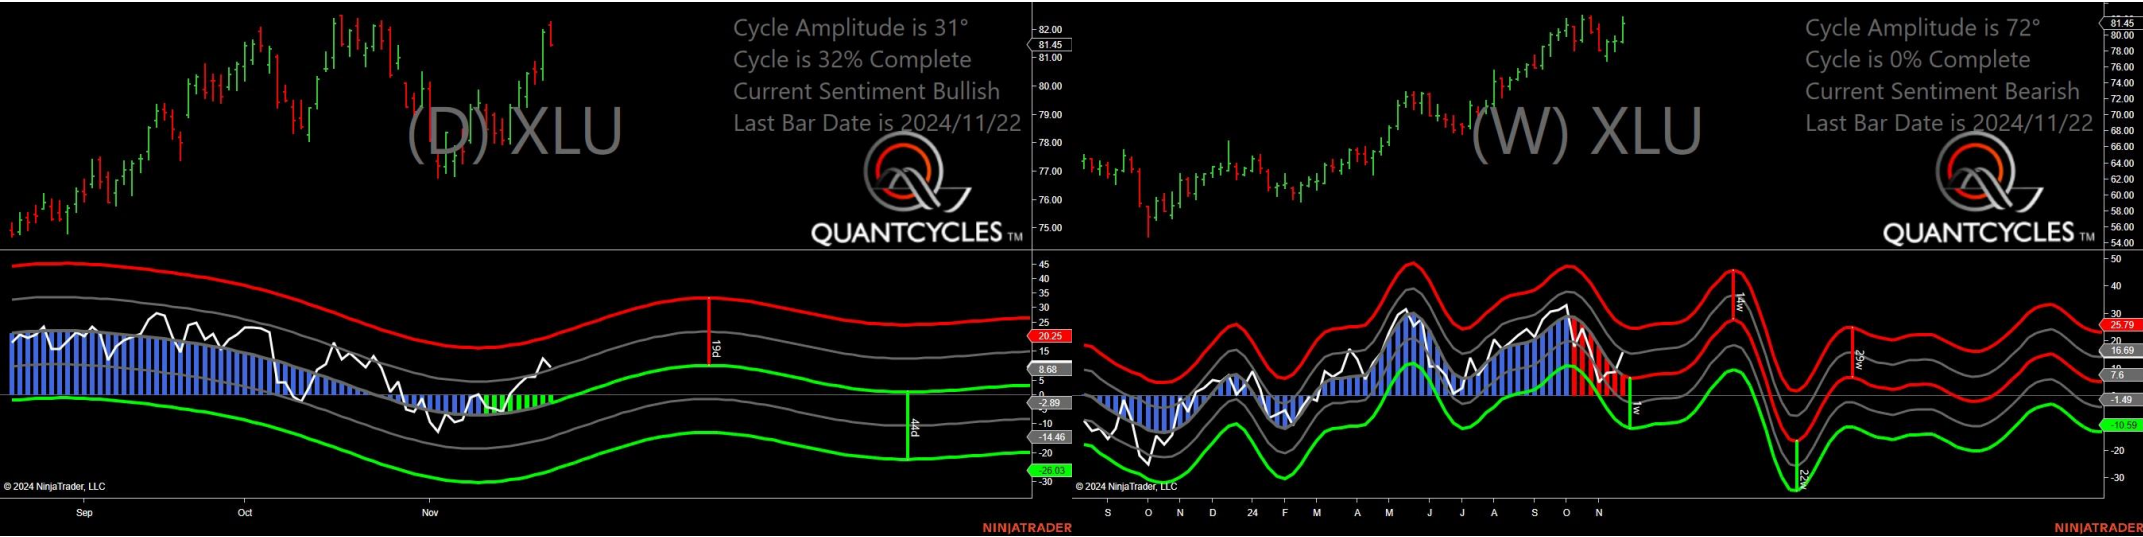 Cycle Amplitude is 31°
Cycle is 32% Complete
Current Sentiment Bullish
Last Bar Date is 2024/11/22
(D) XLU
QUANTCYCLES TM
82.00
81.45
81.00
80.00
79.00
78.00
77.00
76.00
75.00
45
40
35
30
25
20.25
15
8.68
5
0
-2.89
-5
-10
-14.46
-20
-26.03
-30
19d
44d
© 2024 NinjaTrader, LLC
Sep
Oct
Nov
NINJATRADER
Cycle Amplitude is 72°
Cycle is 0% Complete
Current Sentiment Bearish
Last Bar Date is 2024/11/22
(W) XLU
QUANTCYCLES TM
81.45
80.00
78.00
76.00
74.00
72.00
70.00
68.00
66.00
64.00
62.00
60.00
58.00
56.00
54.00
50
40
30
25.79
20
16.69
7.6
-1.49
-10.59
-20
-30
14w
29w
1w
22w
© 2024 NinjaTrader, LLC
S O N D 24 F M A M J J A S O N
NINJATRADER